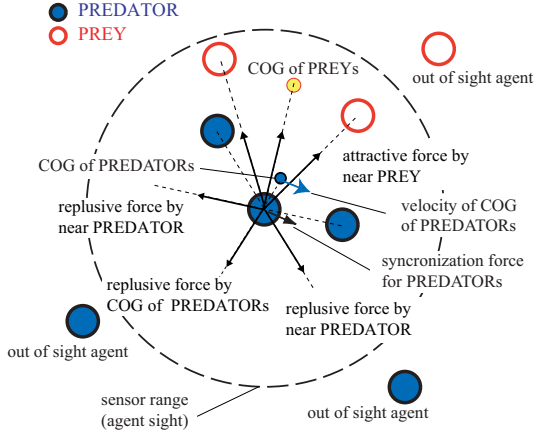 PREDATOR
PREY
COG of PREYs
out of sight agent
COG of PREDATORs
attractive force by
near PREY
replusive force by
near PREDATOR
velocity of COG
of PREDATORs
syncronization force
for PREDATORs
replusive force by
COG of PREDATORs
replusive force by
near PREDATOR
out of sight agent
sensor range
(agent sight)
out of sight agent